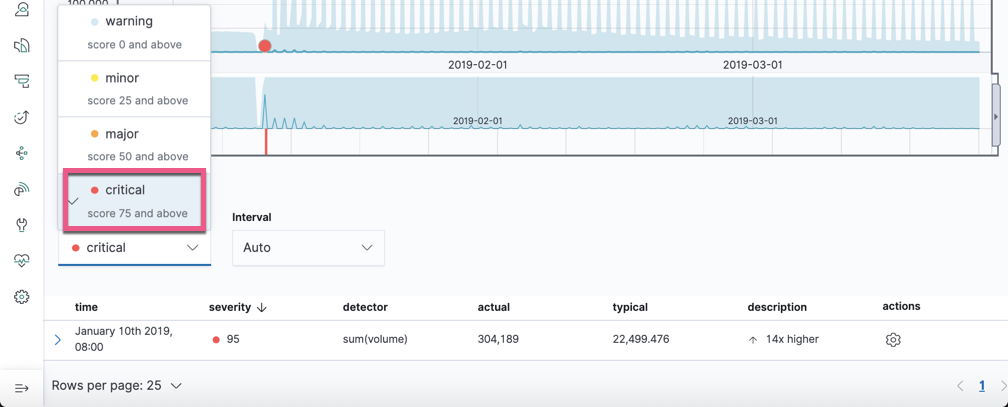 100,000
warning
score 0 and above
minor
score 25 and above
major
score 50 and above
critical
score 75 and above
critical
2019-02-01 2019-03-01
2019-02-01 2019-03-01
Interval
Auto
time severity detector actual typical description actions
January 10th 2019,
08:00
95 sum(volume) 304,189 22,499.476 14x higher
Rows per page: 25
1